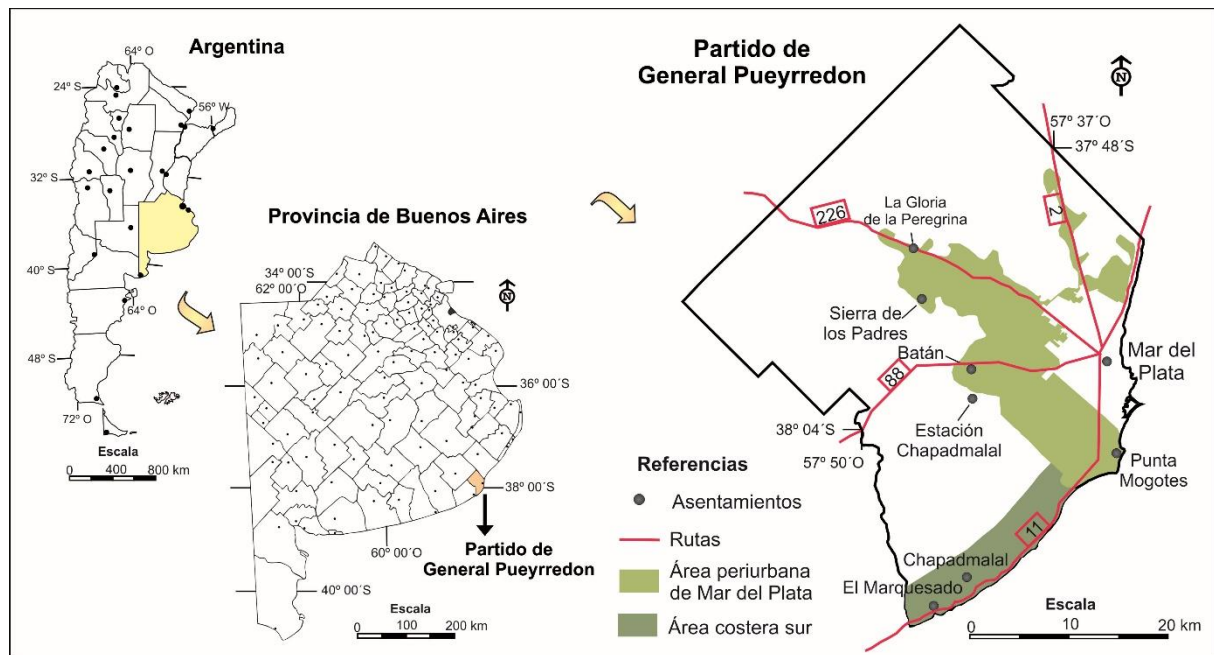 Argentina
64º O
24º S
56º W
32º S
40º S
64º O
48º S
72º O
Escala
0 400 800 km
Provincia de Buenos Aires
34º 00´S
62º 00´O
N
36º 00´S
38º 00´S
60º 00´O
Partido de
General Pueyrredon
40º 00´S
Escala
0 100 200 km
Partido de
General Pueyrredon
N
57º 37´O
37º 48´S
226
La Gloria
de la Peregrina
2
Sierra de
los Padres
Batán
88
Mar del
Plata
38º 04´S
57º 50´O
Estación
Chapadmalal
Punta
Mogotes
11
Chapadmalal
El Marquesado
Referencias
Asentamientos
Rutas
Área periurbana
de Mar del Plata
Área costera sur
Escala
0 10 20 km